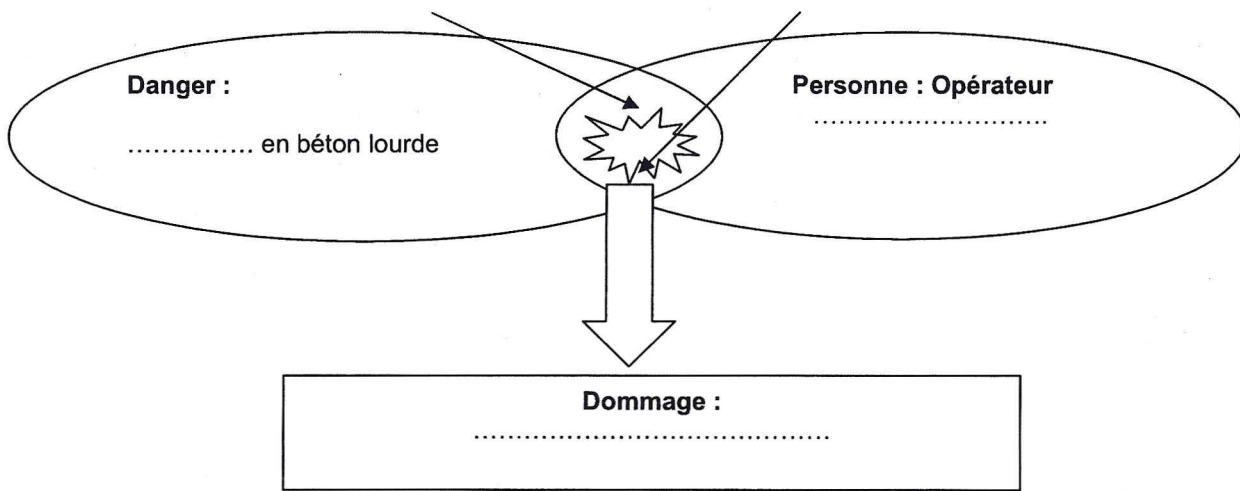 Danger :
Personne : Opérateur
…………………………
…………… en béton lourde
Dommage :
………………………………………